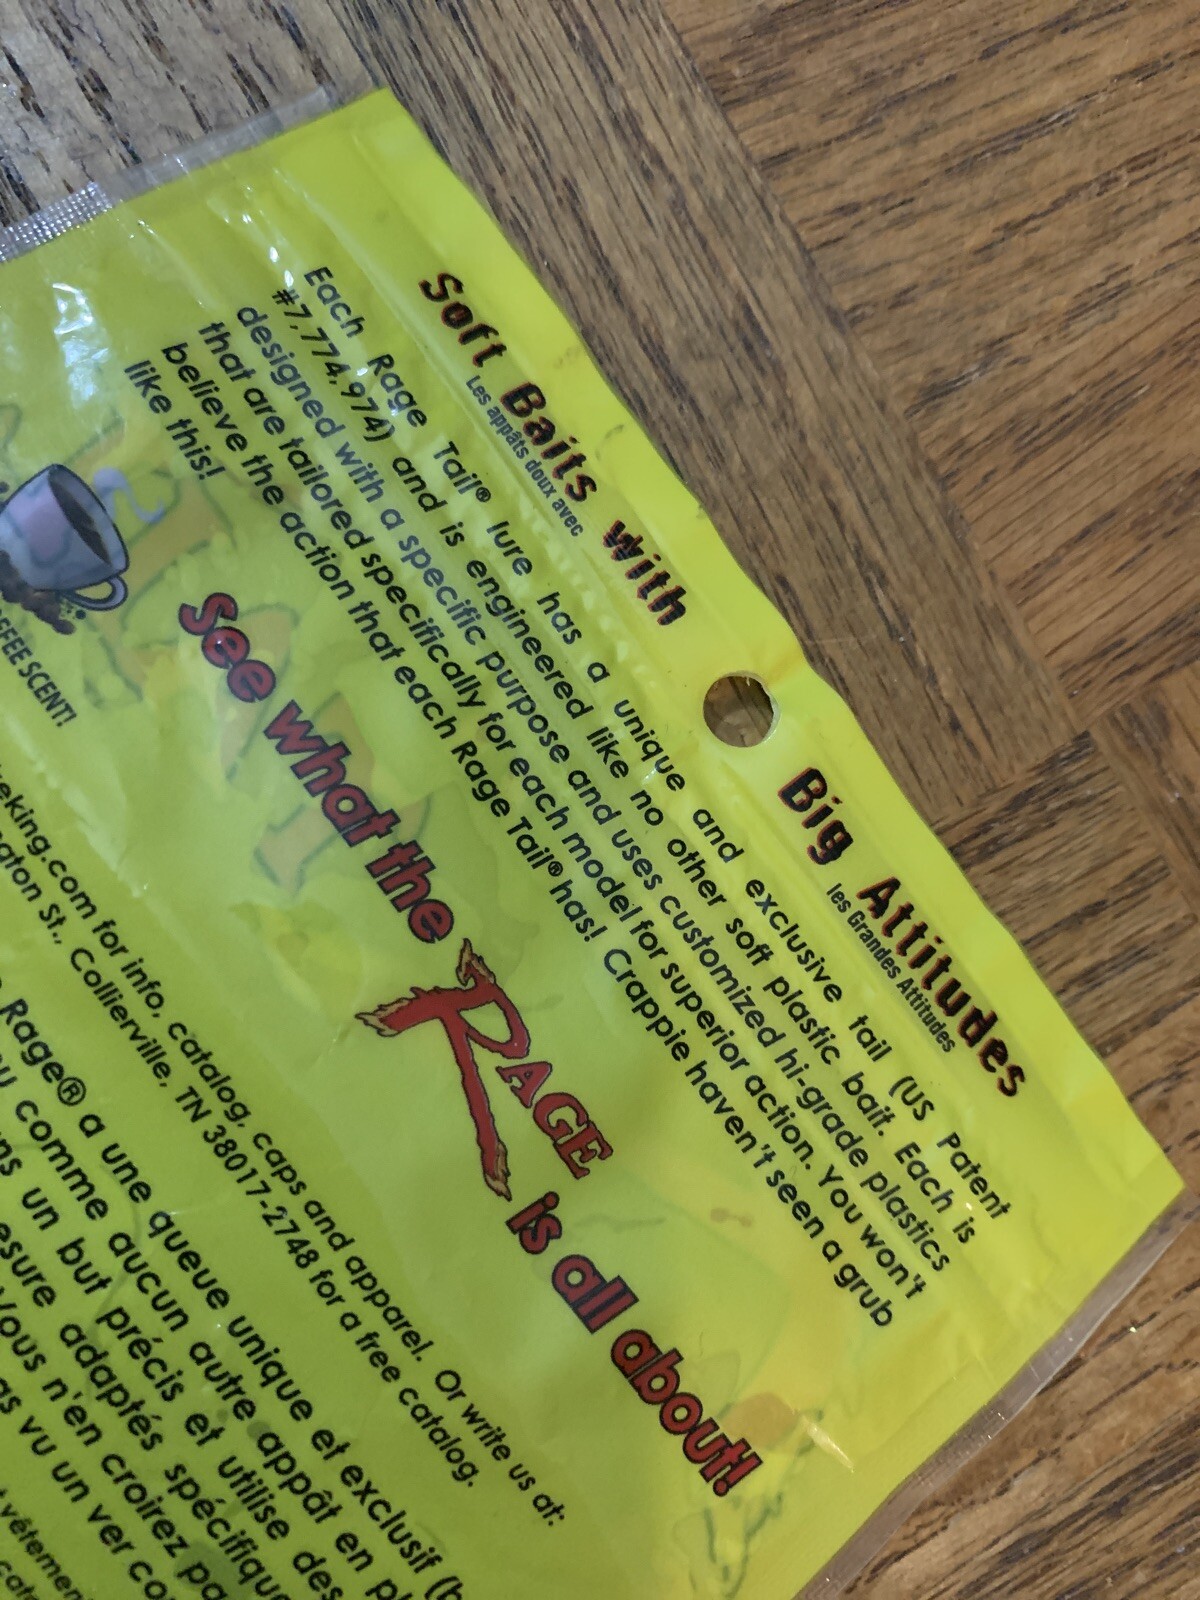 Soft Baits with Big Attitudes
Les appâts doux avec les Grandes Attitudes
Each Rage Tail® lure has a unique and exclusive tail (US Patent
#7,774,974) and is engineered like no other soft plastic bait. Each is
designed with a specific purpose and uses customized hi-grade plastics
that are tailored specifically for each model for superior action. You won't
believe the action that each Rage Tail® has! Crappie haven't seen a grub
like this!
See what the RAGE is all about!
SCENT!
king.com for info, catalog, caps and apparel. Or write us at:
St., Collierville, TN 38017-2748 for a free catalog.
Rage® a une queue unique et exclusif
comme aucun autre appât en
un but précis et utilise des
adaptés
Vous n'en croirez
vu un ver